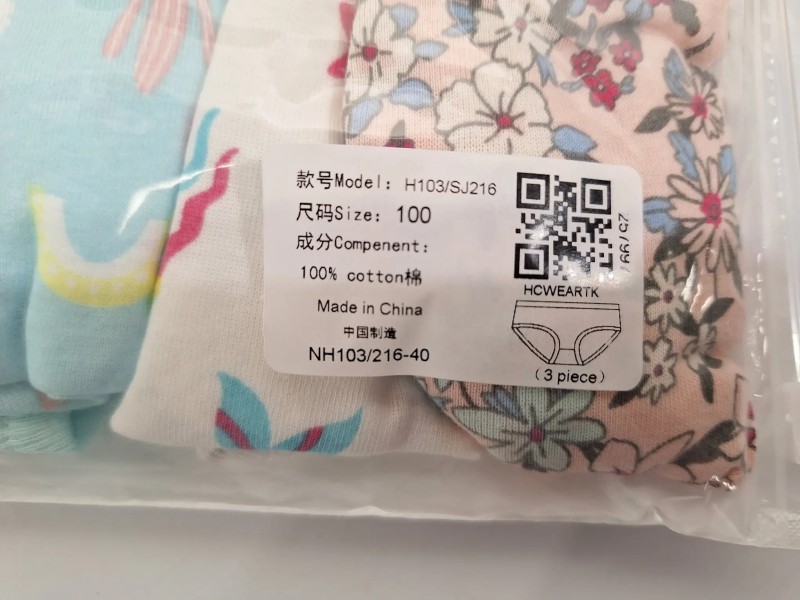 款号Model: H103/SJ216
尺码Size: 100
成分Compenent:
100% cotton棉
Made in China
中国制造
NH103/216-40
HCWEARTK
(3 piece)